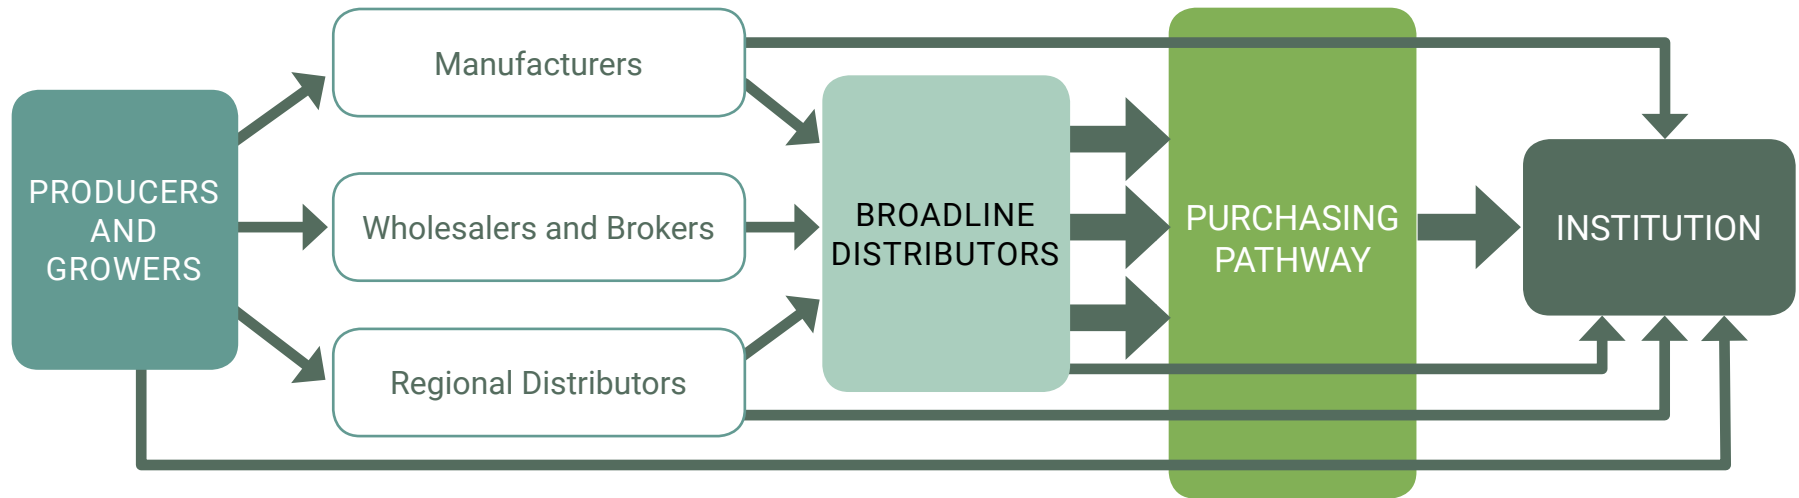 PRODUCERS
AND
GROWERS
Manufacturers
Wholesalers and Brokers
Regional Distributors
BROADLINE
DISTRIBUTORS
PURCHASING
PATHWAY
INSTITUTION